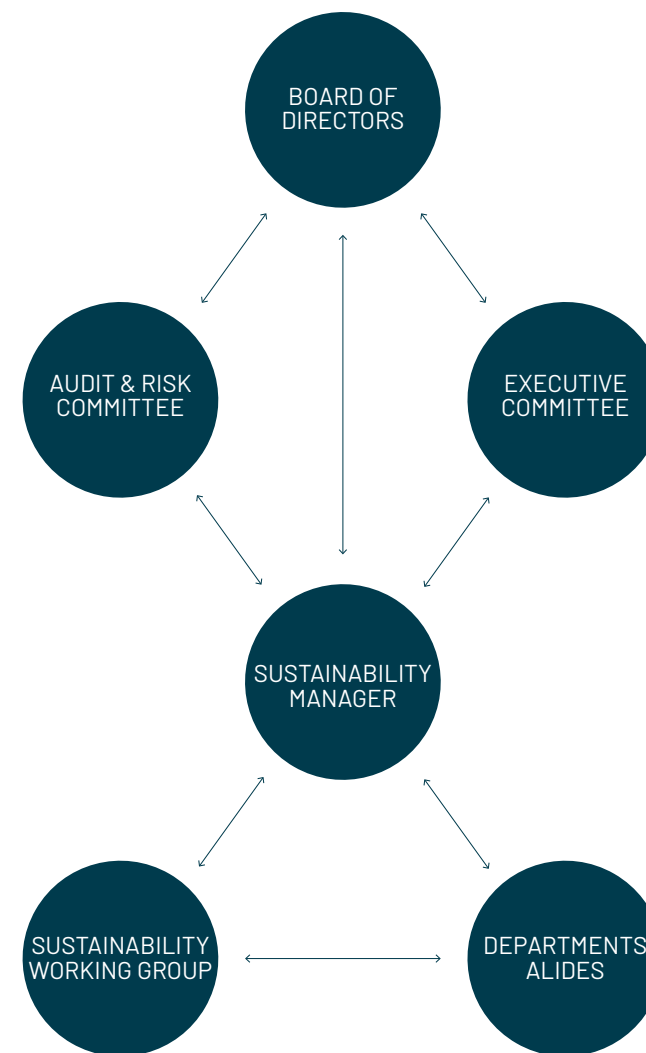 BOARD OF
DIRECTORS
AUDIT & RISK
COMMITTEE
EXECUTIVE
COMMITTEE
SUSTAINABILITY
MANAGER
SUSTAINABILITY
WORKING GROUP
DEPARTMENTS
ALIDES